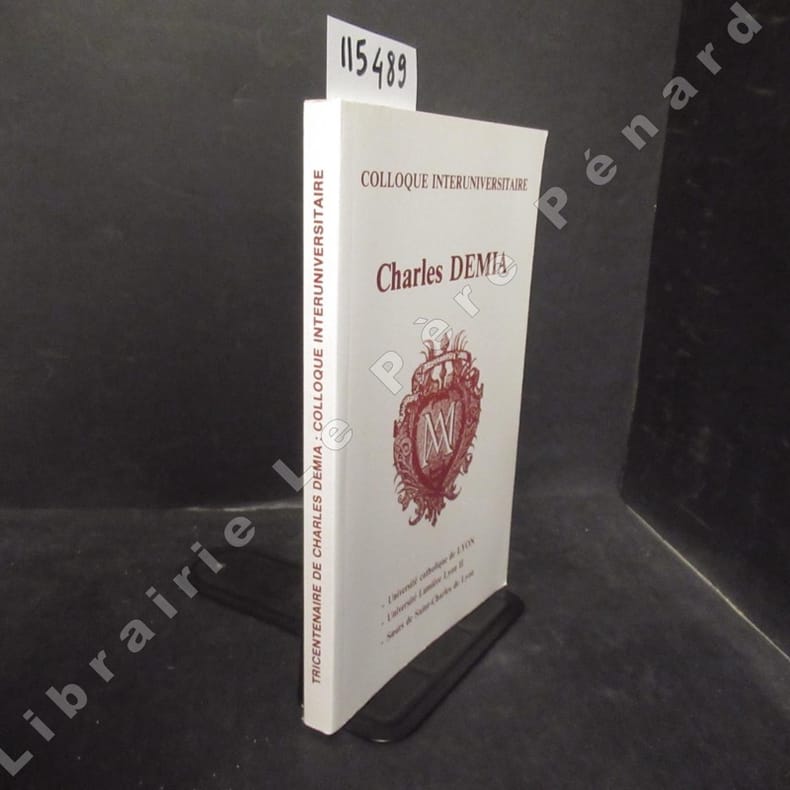 115489
COLLOQUE INTERUNIVERSITAIRE
Charles DEMIA
- Université catholique de LYON
- Université Lumière Lyon II
- Sœurs de Saint-Charles de Lyon
TRICENTENAIRE DE CHARLES DEMIA : COLLOQUE INTERUNIVERSITAIRE
Librairie Le Père Pénard